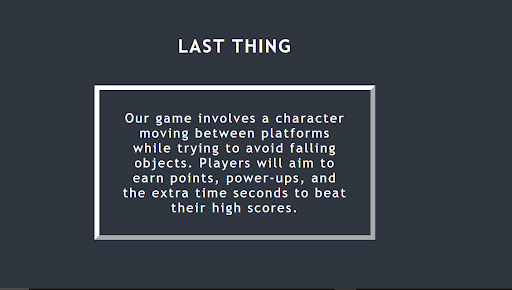 LAST THING
Our game involves a character
moving between platforms
while trying to avoid falling
objects. Players will aim to
earn points, power-ups, and
the extra time seconds to beat
their high scores.